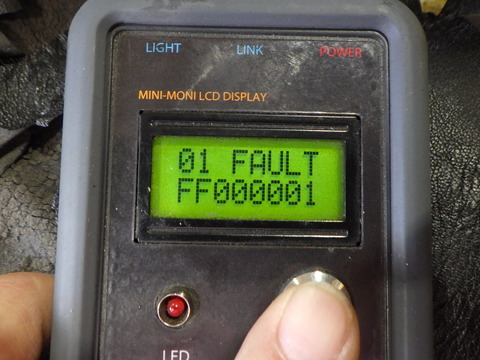 LIGHT LINK POWER
MINI-MONI LCD DISPLAY
01 FAULT
FF000001
LED